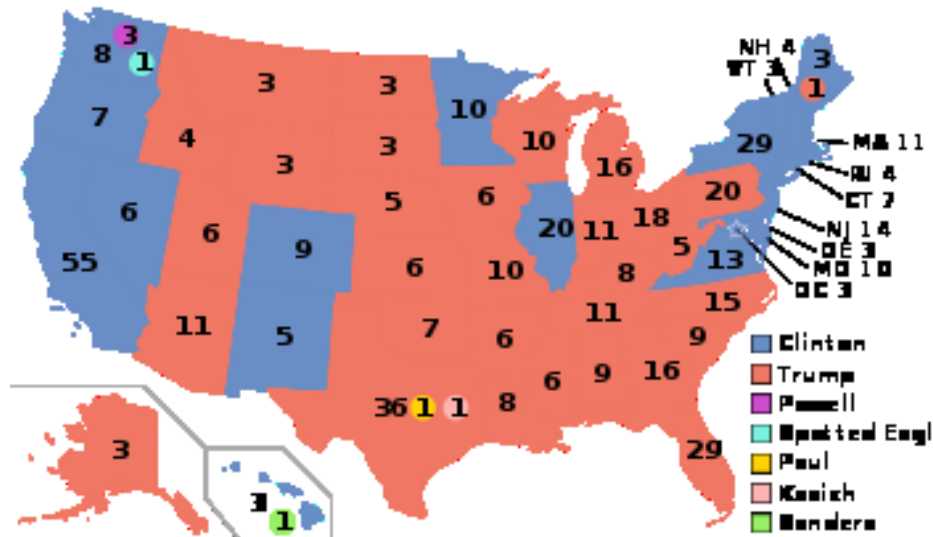 3
8
1
7
3
3
10
NH 4
VT 3
3
1
4
3
3
10
16
29
MA 11
RI 4
CT 7
6
6
5
6
20
11
18
20
5
NJ 14
DE 3
MD 10
DC 3
55
9
6
10
8
13
11
5
7
6
11
15
9
36 1 1
8
6
9
16
29
3
3
1
Clinton
Trump
Powell
Spotted Eagl
Paul
Kasich
Sanders